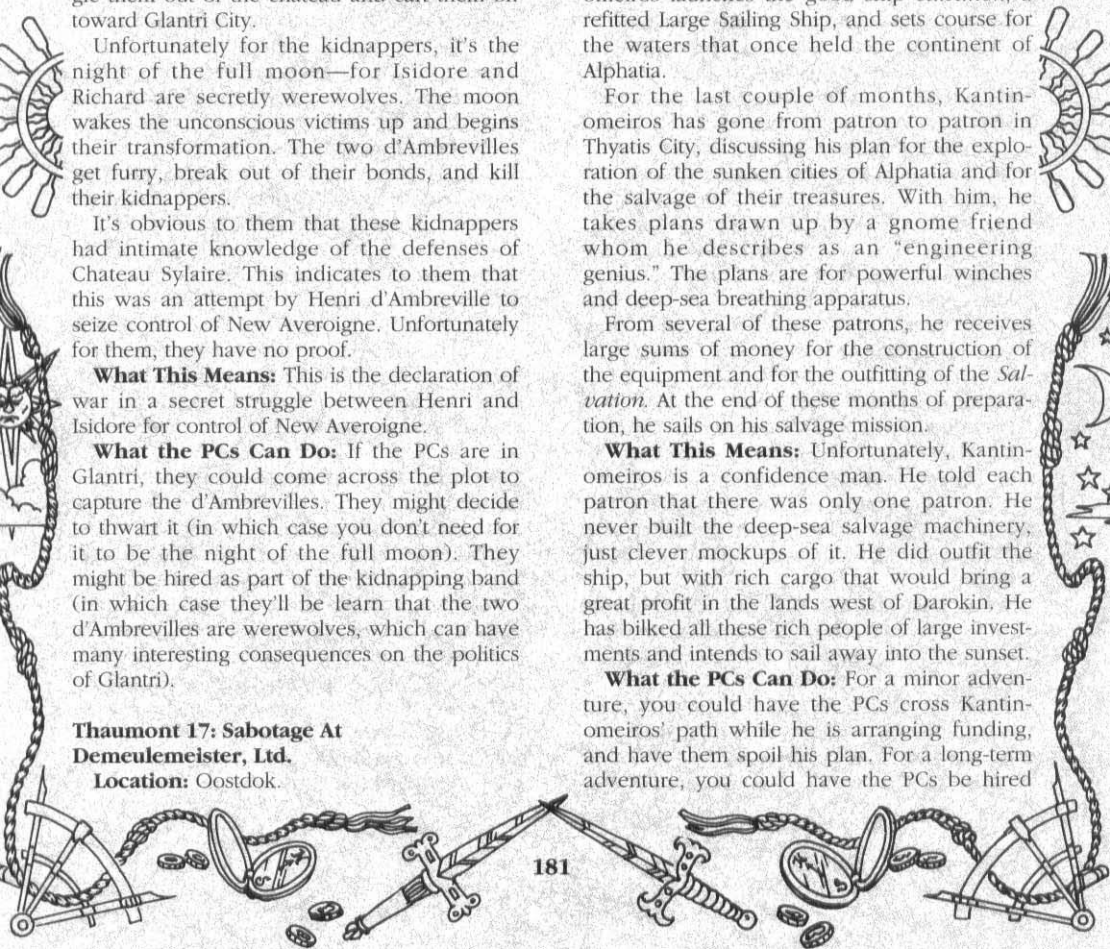 gle them out of the chateau and cart them off
toward Glantri City.
Unfortunately for the kidnappers, it's the
night of the full moon—for Isidore and
Richard are secretly werewolves. The moon
wakes the unconscious victims up and begins
their transformation. The two d'Ambrevilles
get furry, break out of their bonds, and kill
their kidnappers.
It's obvious to them that these kidnappers
had intimate knowledge of the defenses of
Chateau Sylaire. This indicates to them that
this was an attempt by Henri d'Ambreville to
seize control of New Averoigne. Unfortunately
for them, they have no proof.
What This Means: This is the declaration of
war in a secret struggle between Henri and
Isidore for control of New Averoigne.
What the PCs Can Do: If the PCs are in
Glantri, they could come across the plot to
capture the d'Ambrevilles. They might decide
to thwart it (in which case you don't need for
it to be the night of the full moon). They
might be hired as part of the kidnapping band
(in which case they'll be learn that the two
d'Ambrevilles are werewolves, which can have
many interesting consequences on the politics
of Glantri).
Thaumont 17: Sabotage At
Demeulemeister, Ltd.
Location: Oostdok.
omeiros launches the good ship
refitted Large Sailing Ship, and sets course for
the waters that once held the continent of
Alphatia.
For the last couple of months, Kantin-
omeiros has gone from patron to patron in
Thyatis City, discussing his plan for the explo-
ration of the sunken cities of Alphatia and for
the salvage of their treasures. With him, he
takes plans drawn up by a gnome friend
whom he describes as an "engineering
genius." The plans are for powerful winches
and deep-sea breathing apparatus.
From several of these patrons, he receives
large sums of money for the construction of
the equipment and for the outfitting of the Sal-
vation. At the end of these months of prepara-
tion, he sails on his salvage mission.
What This Means: Unfortunately, Kantin-
omeiros is a confidence man. He told each
patron that there was only one patron. He
never built the deep-sea salvage machinery,
just clever mockups of it. He did outfit the
ship, but with rich cargo that would bring a
great profit in the lands west of Darokin. He
has bilked all these rich people of large invest-
ments and intends to sail away into the sunset.
What the PCs Can Do: For a minor adven-
ture, you could have the PCs cross Kantin-
omeiros' path while he is arranging funding,
and have them spoil his plan. For a long-term
adventure, you could have the PCs be hired
181